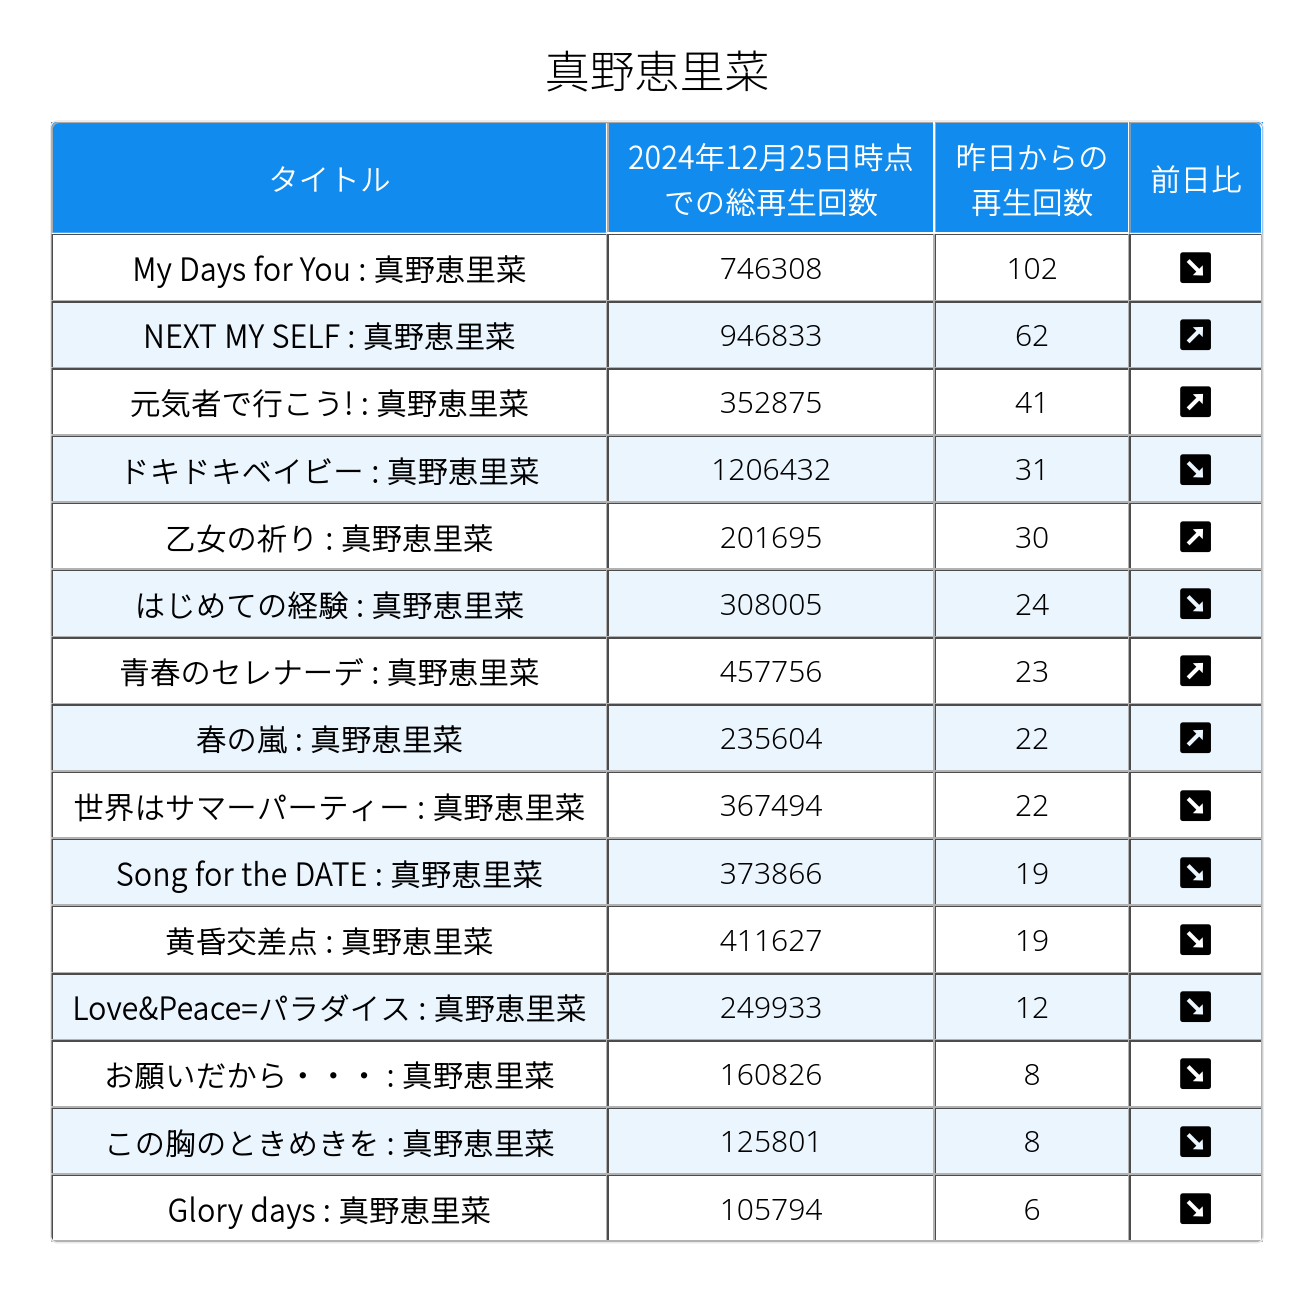 真野恵里菜
タイトル 2024年12月25日時点での総再生回数 昨日からの再生回数 前日比
My Days for You : 真野恵里菜 746308 102 ↘
NEXT MY SELF : 真野恵里菜 946833 62 ↗
元気者で行こう! : 真野恵里菜 352875 41 ↗
ドキドキベイビー : 真野恵里菜 1206432 31 ↘
乙女の祈り : 真野恵里菜 201695 30 ↗
はじめての経験 : 真野恵里菜 308005 24 ↘
青春のセレナーデ : 真野恵里菜 457756 23 ↗
春の嵐 : 真野恵里菜 235604 22 ↗
世界はサマーパーティー : 真野恵里菜 367494 22 ↘
Song for the DATE : 真野恵里菜 373866 19 ↘
黄昏交差点 : 真野恵里菜 411627 19 ↘
Love&Peace=パラダイス : 真野恵里菜 249933 12 ↘
お願いだから・・・ : 真野恵里菜 160826 8 ↘
この胸のときめきを : 真野恵里菜 125801 8 ↘
Glory days : 真野恵里菜 105794 6 ↘